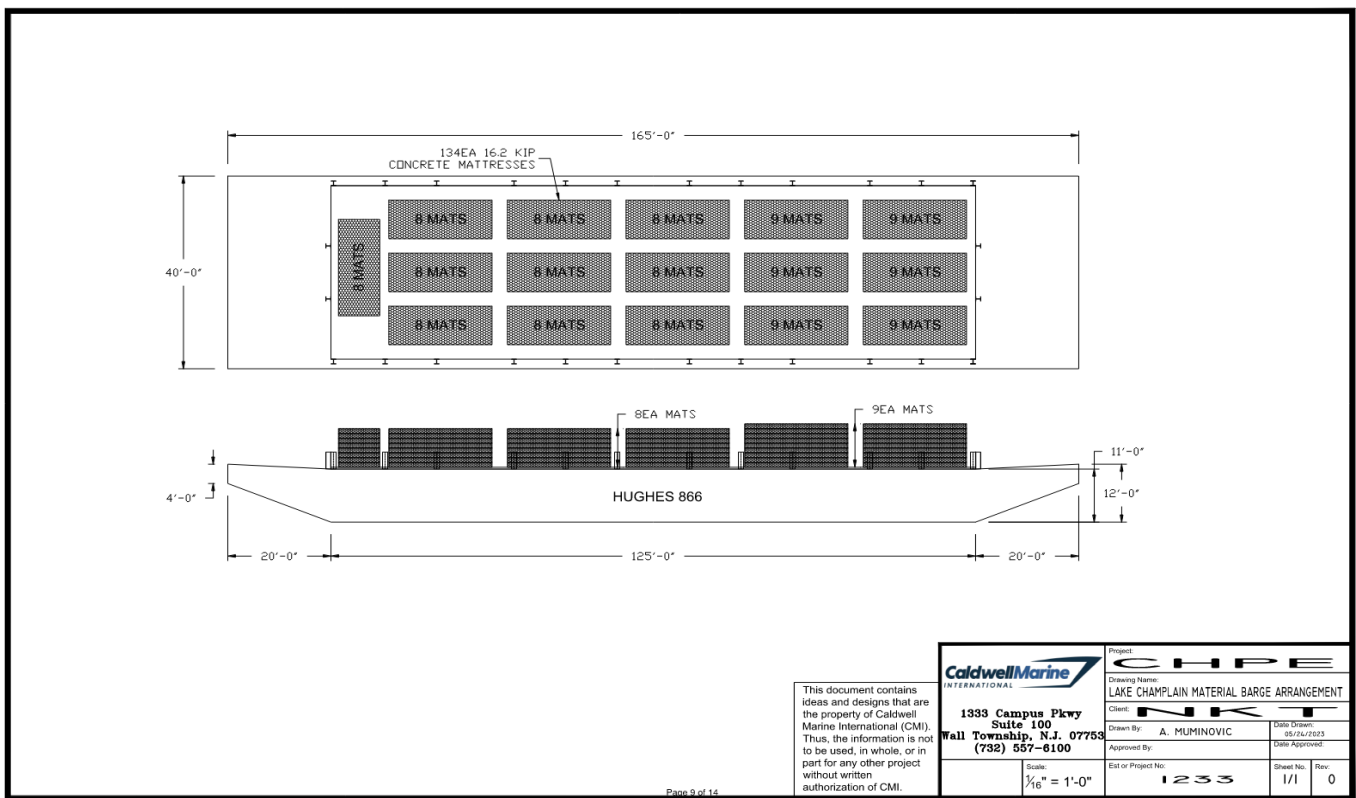 165'-0"
134EA 16.2 KIP
CONCRETE MATTRESSES
40'-0"
8 MATS
8 MATS 8 MATS 8 MATS 9 MATS 9 MATS
8 MATS 8 MATS 8 MATS 9 MATS 9 MATS
8 MATS 8 MATS 8 MATS 9 MATS 9 MATS
8EA MATS
9EA MATS
11'-0"
4'-0"
12'-0"
HUGHES 866
20'-0"
125'-0"
20'-0"
This document contains
ideas and designs that are
the property of Caldwell
Marine International (CMI).
Thus, the information is not
to be used, in whole, or in
part for any other project
without written
authorization of CMI.
CaldwellMarine
INTERNATIONAL
1333 Campus Pkwy
Suite 100
Wall Township, N.J. 07753
(732) 557-6100
Scale:
1/16" = 1'-0"
Project:
CHPE
Drawing Name:
LAKE CHAMPLAIN MATERIAL BARGE ARRANGEMENT
Client:
NKT
Drawn By: A. MUMINOVIC
Date Drawn:
05/24/2023
Approved By:
Date Approved:
Est or Project No:
1233
Sheet No.
1/1
Rev:
0
Page 9 of 14